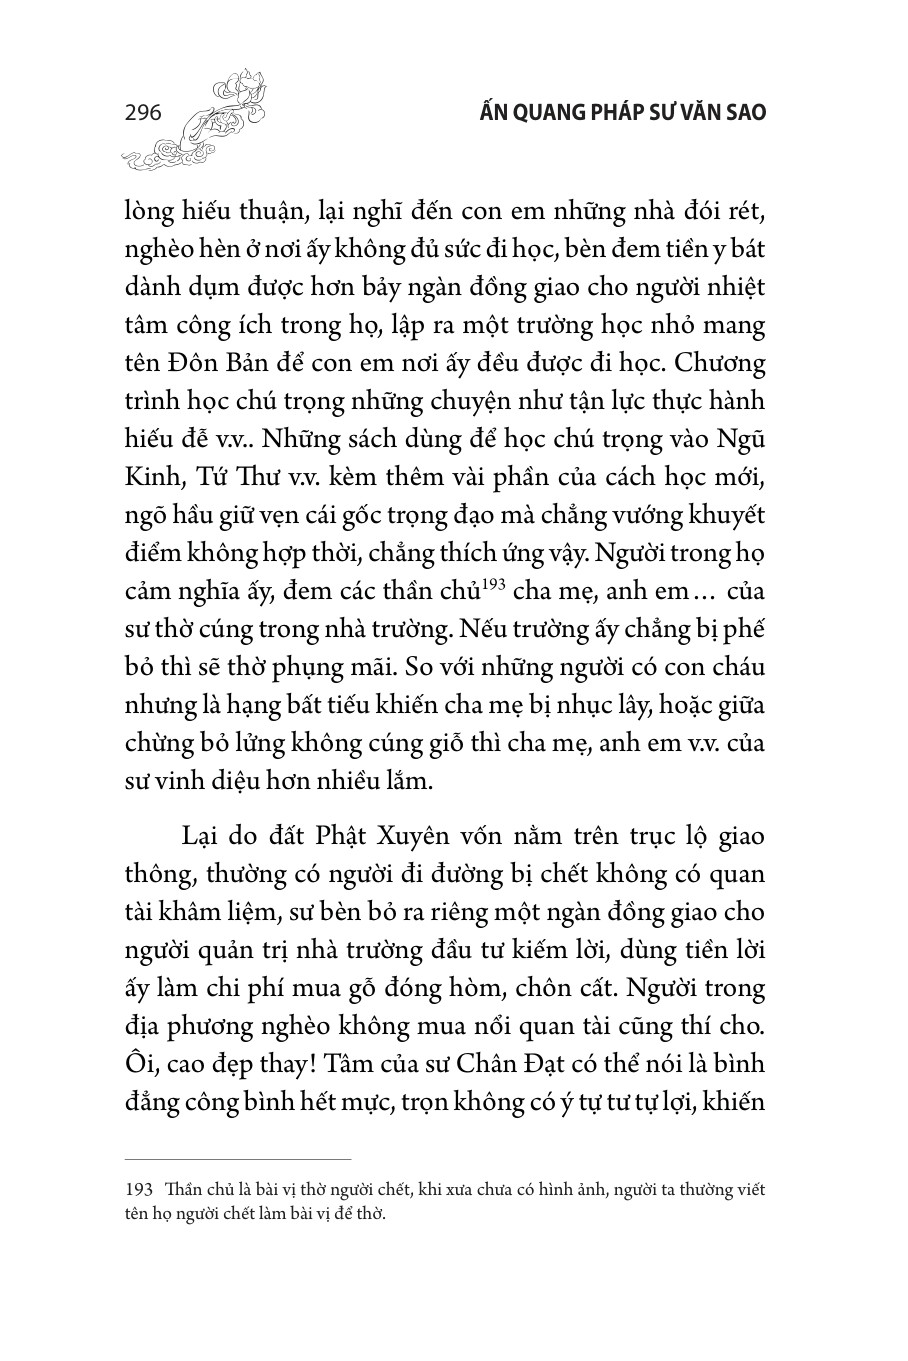 296
ẤN QUANG PHÁP SƯ VĂN SAO
lòng hiếu thuận, lại nghĩ đến con em những nhà đói rét,
nghèo hèn ở nơi ấy không đủ sức đi học, bèn đem tiền y bát
dành dụm được hơn bảy ngàn đồng giao cho người nhiệt
tâm công ích trong họ, lập ra một trường học nhỏ mang
tên Đôn Bản để con em nơi ấy đều được đi học. Chương
trình học chú trọng những chuyện như tận lực thực hành
hiếu đễ v.v.. Những sách dùng để học chú trọng vào Ngũ
Kinh, Tứ Thư v.v. kèm thêm vài phần của cách học mới,
ngõ hầu giữ vẹn cái gốc trọng đạo mà chẳng vướng khuyết
điểm không hợp thời, chẳng thích ứng vậy. Người trong họ
cảm nghĩa ấy, đem các thần chủ193 cha mẹ, anh em… của
sư thờ cúng trong nhà trường. Nếu trường ấy chẳng bị phế
bỏ thì sẽ thờ phụng mãi. So với những người có con cháu
nhưng là hạng bất tiếu khiến cha mẹ bị nhục lây, hoặc giữa
chừng bỏ lửng không cúng giỗ thì cha mẹ, anh em v.v. của
sư vinh diệu hơn nhiều lắm.
Lại do đất Phật Xuyên vốn nằm trên trục lộ giao
thông, thường có người đi đường bị chết không có quan
tài khâm liệm, sư bèn bỏ ra riêng một ngàn đồng giao cho
người quản trị nhà trường đầu tư kiếm lời, dùng tiền lời
ấy làm chi phí mua gỗ đóng hòm, chôn cất. Người trong
địa phương nghèo không mua nổi quan tài cũng thí cho.
Ôi, cao đẹp thay! Tâm của sư Chân Đạt có thể nói là bình
đẳng công bình hết mực, trọn không có ý tự tư tự lợi, khiến
193 Thần chủ là bài vị thờ người chết, khi xưa chưa có hình ảnh, người ta thường viết
tên họ người chết làm bài vị để thờ.